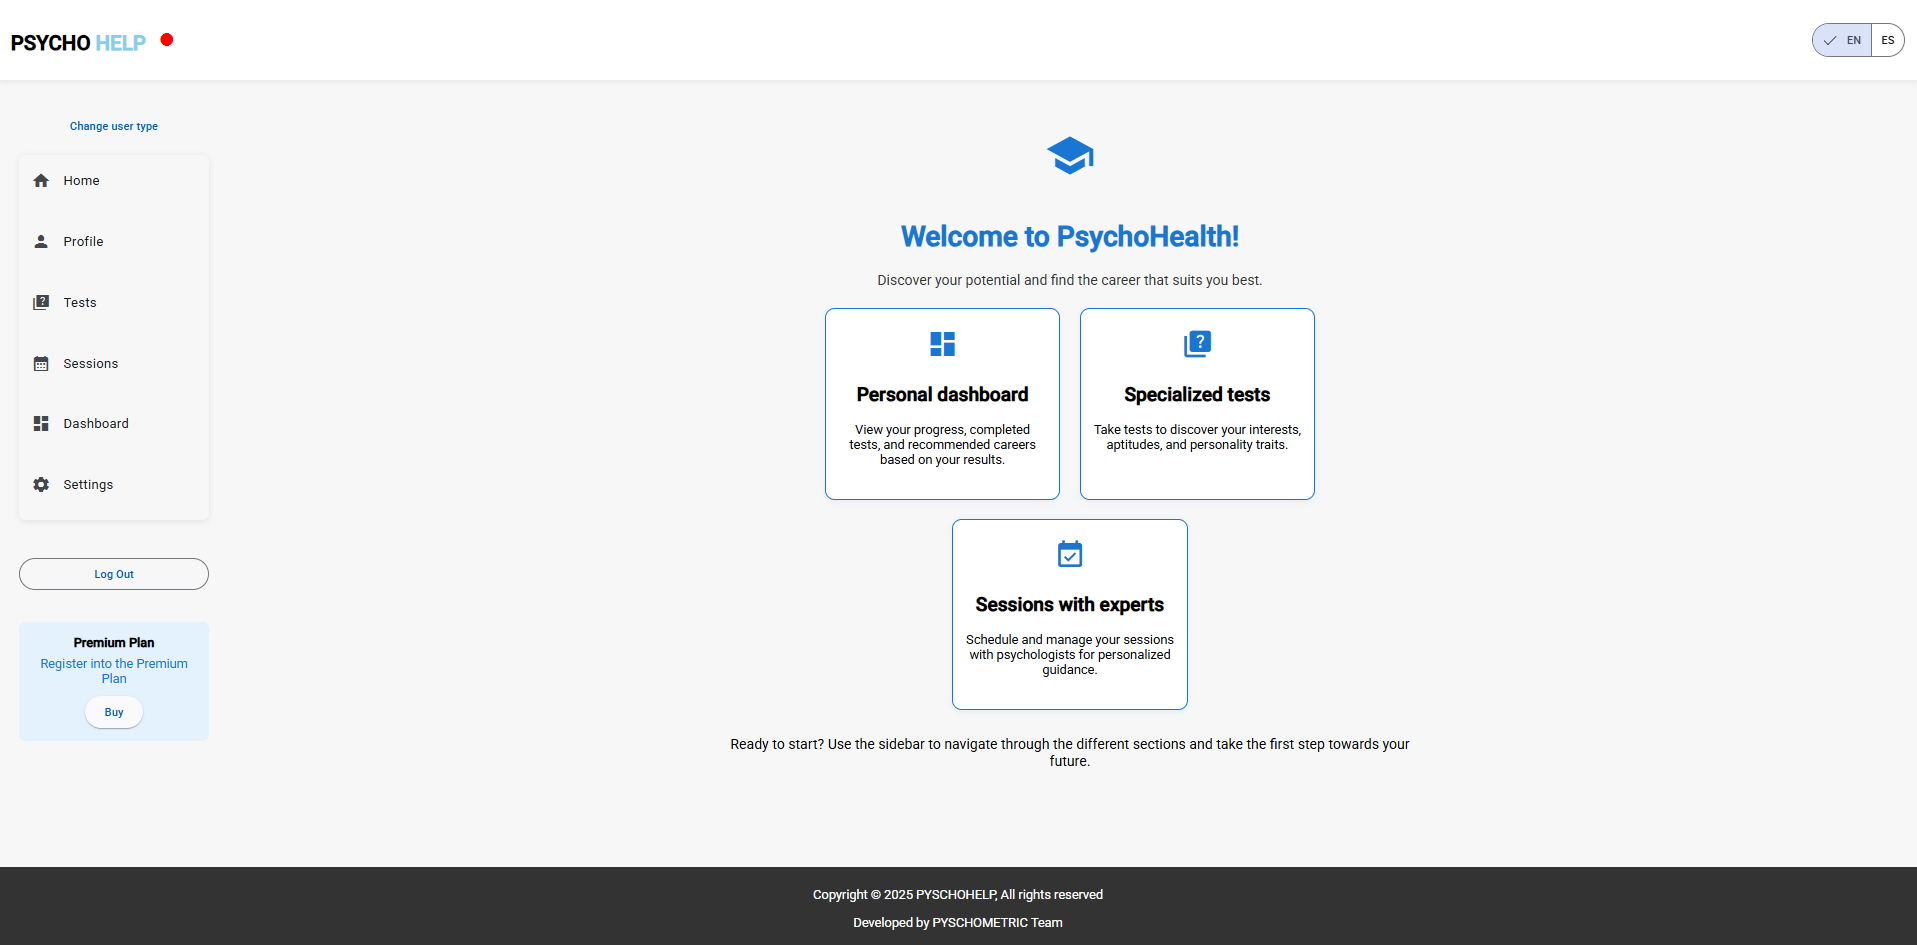 PSYCHO HELP
EN
ES
Change user type
Home
Profile
Tests
Sessions
Dashboard
Settings
Log Out
Premium Plan
Register into the Premium
Plan
Buy
Welcome to PsychoHealth!
Discover your potential and find the career that suits you best.
Personal dashboard
View your progress, completed
tests, and recommended careers
based on your results.
Specialized tests
Take tests to discover your interests,
aptitudes, and personality traits.
Sessions with experts
Schedule and manage your sessions
with psychologists for personalized
guidance.
Ready to start? Use the sidebar to navigate through the different sections and take the first step towards your
future.
Copyright © 2025 PYSCHOHELP, All rights reserved
Developed by PYSCHOMETRIC Team